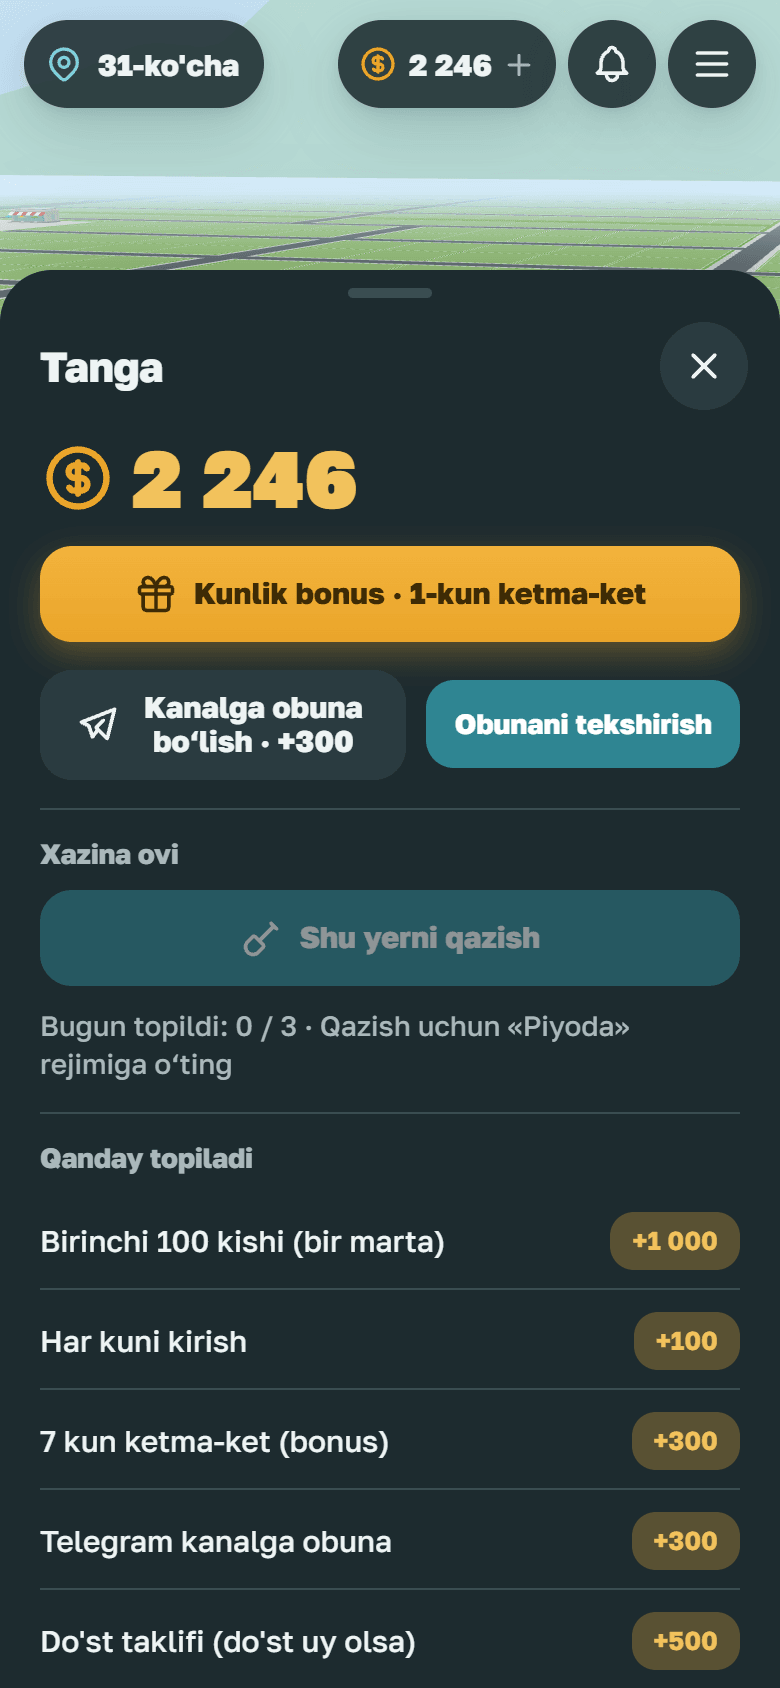 31-ko'cha
2 246 +
Tanga
2 246
Kunlik bonus · 1-kun ketma-ket
Kanalga obuna
bo‘lish · +300
Obunani tekshirish
Xazina ovi
Shu yerni qazish
Bugun topildi: 0 / 3 · Qazish uchun «Piyoda»
rejimiga o‘ting
Qanday topiladi
Birinchi 100 kishi (bir marta)
+1 000
Har kuni kirish
+100
7 kun ketma-ket (bonus)
+300
Telegram kanalga obuna
+300
Do'st taklifi (do'st uy olsa)
+500